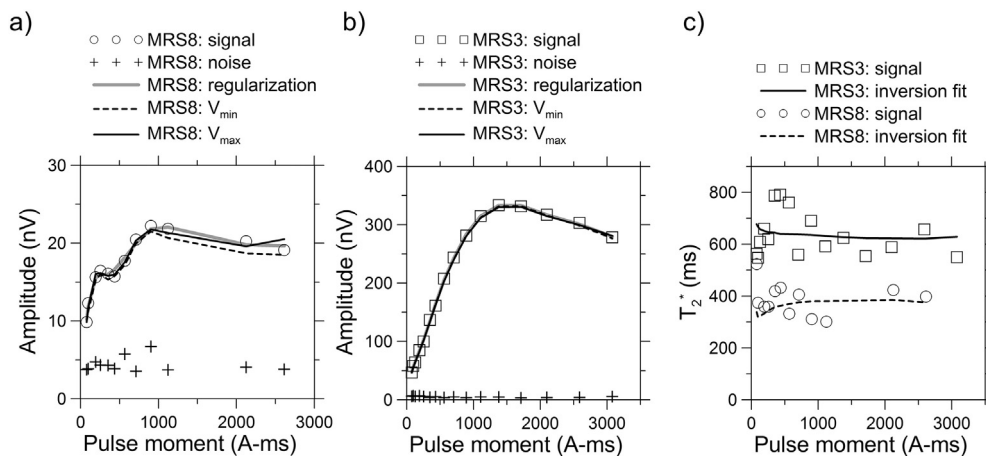 a)
MRS8: signal
MRS8: noise
MRS8: regularization
MRS8: Vmin
MRS8: Vmax
30
20
10
0
Amplitude (nV)
0 1000 2000 3000
Pulse moment (A-ms)
b)
MRS3: signal
MRS3: noise
MRS3: regularization
MRS3: Vmin
MRS3: Vmax
400
300
200
100
0
Amplitude (nV)
0 1000 2000 3000
Pulse moment (A-ms)
c)
MRS3: signal
MRS3: inversion fit
MRS8: signal
MRS8: inversion fit
800
600
400
200
0
T2* (ms)
0 1000 2000 3000
Pulse moment (A-ms)